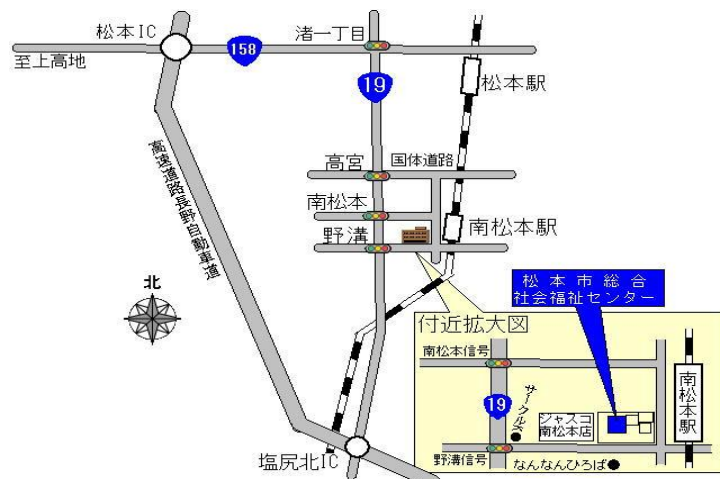 松本IC
158
渚一丁目
至上高地
19
松本駅
高宮
国体道路
南松本
南松本駅
野溝
高速道路長野自動車道
北
松本市総合
社会福祉センター
付近拡大図
南松本信号
サークルK
19
ジャスコ
南松本店
南松本駅
野溝信号
なんなんひろば
塩尻北IC